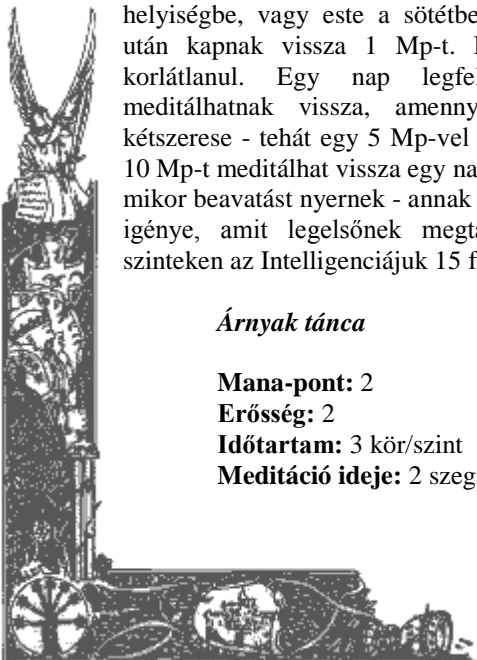 helyiségbe, vagy este a sötétbe
után kapnak vissza 1 Mp-t.
korlátlanul. Egy nap legfel
meditálhatnak vissza, amenny
kétszerese - tehát egy 5 Mp-vel
10 Mp-t meditálhat vissza egy na
mikor beavatást nyernek - annak
igénye, amit legelsőnek megta
szinteken az Intelligenciájuk 15 f
Árnyak tánca
Mana-pont: 2
Erősség: 2
Időtartam: 3 kör/szint
Meditáció ideje: 2 szeg